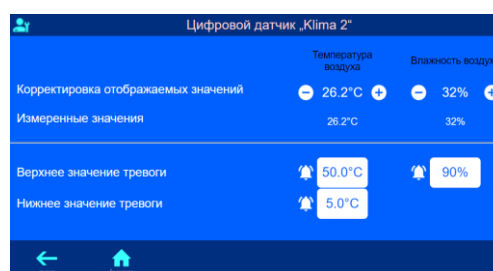 Цифровой датчик „Klima 2“
Температура воздуха Влажность воздух
Корректировка отображаемых значений 26.2°C 32%
Измеренные значения 26.2°C 32%
Верхнее значение тревоги 50.0°C 90%
Нижнее значение тревоги 5.0°C